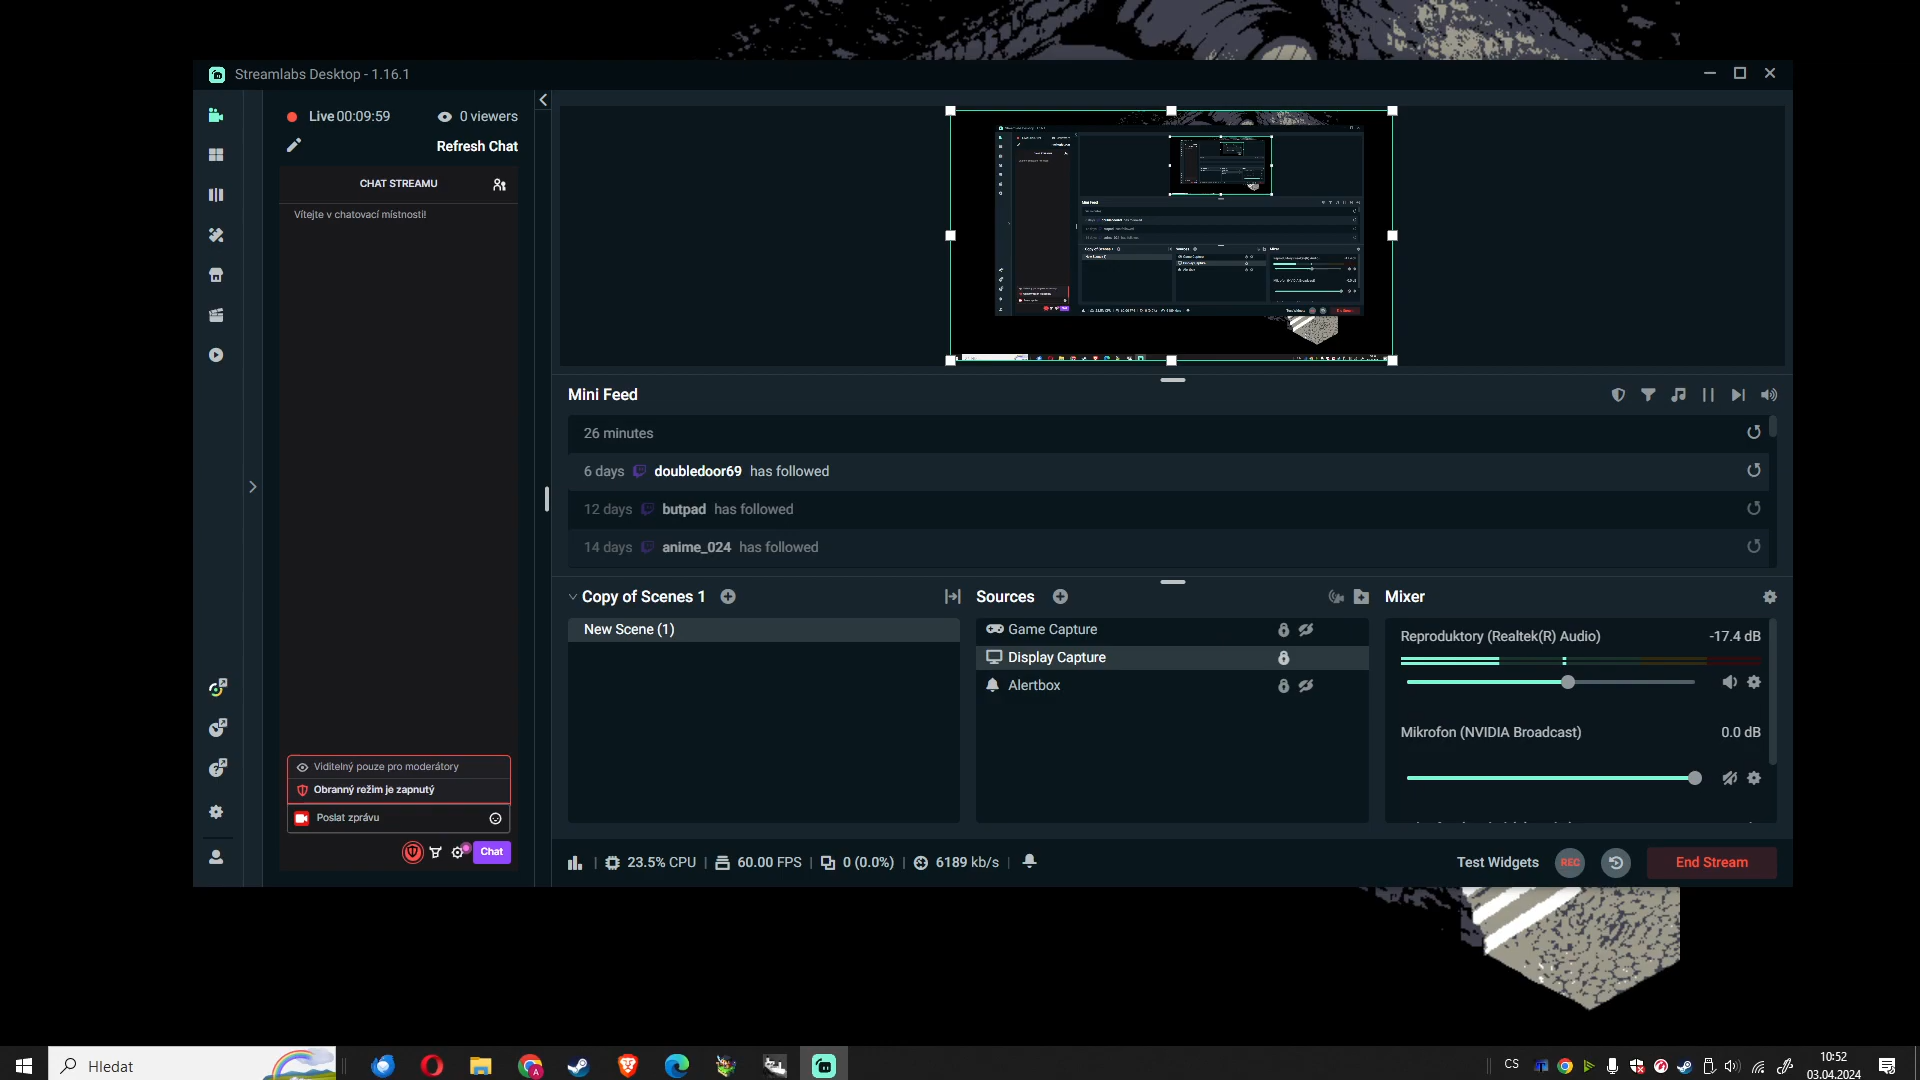 Streamlabs Desktop - 1.16.1
Live 00:09:59
0 viewers
Refresh Chat
CHAT STREAMU
Vítejte v chatovací místnosti!
Viditelný pouze pro moderátory
Obranný režim je zapnutý
Poslat zprávu
Chat
Mini Feed
26 minutes
6 days doubledoor69 has followed
12 days butpad has followed
14 days anime_024 has followed
Copy of Scenes 1
New Scene (1)
Sources
Game Capture
Display Capture
Alertbox
Mixer
Reproduktory (Realtek(R) Audio) -17.4 dB
Mikrofon (NVIDIA Broadcast) 0.0 dB
23.5% CPU 60.00 FPS 0 (0.0%) 6189 kb/s
Test Widgets REC End Stream
Hledat
CS
10:52
03.04.2024